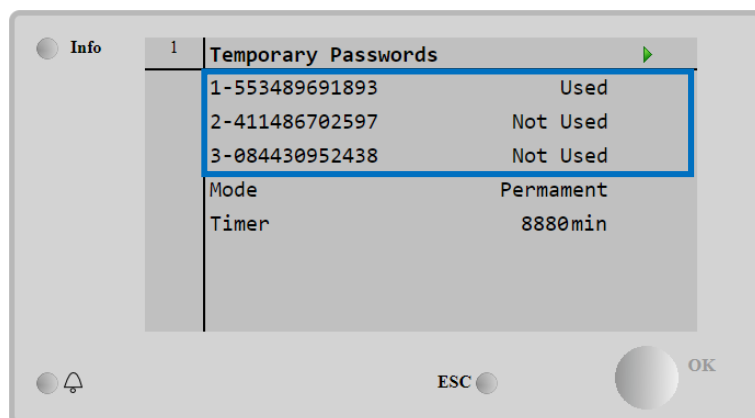 Info
1 Temporary Passwords
1-553489691893 Used
2-411486702597 Not Used
3-084430952438 Not Used
Mode Permament
Timer 8880min
ESC
OK